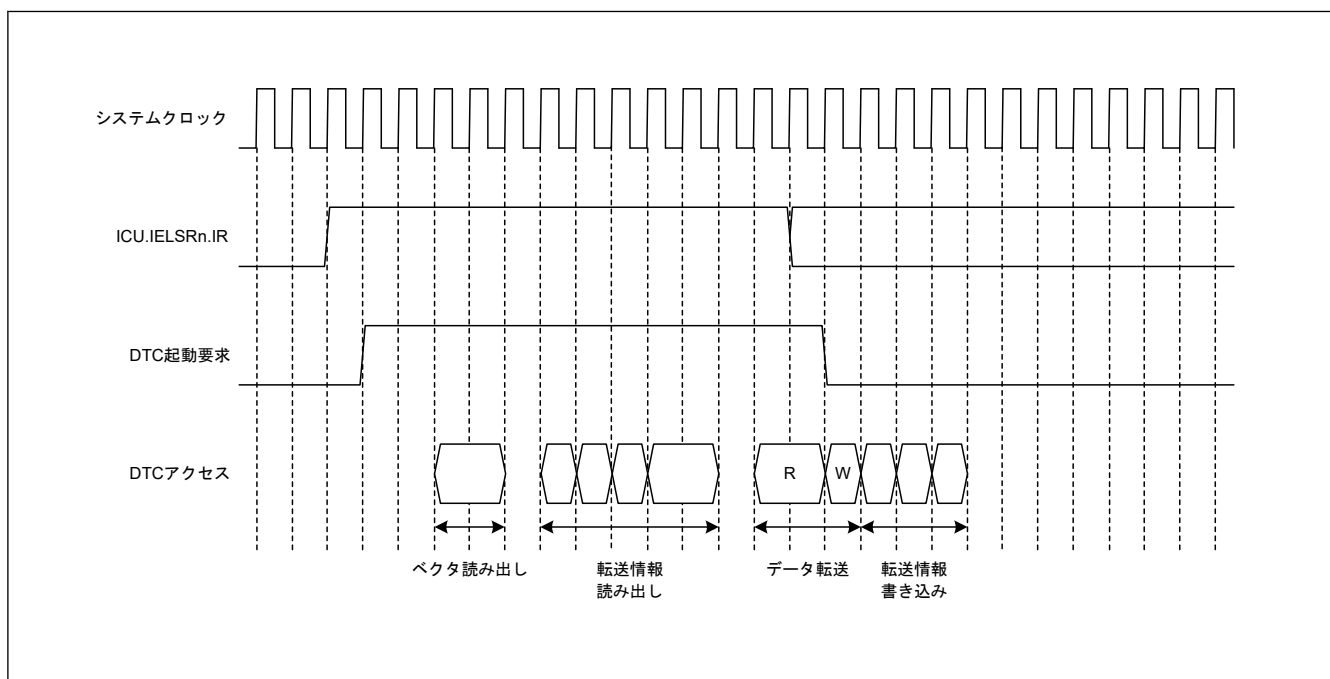 システムクロック
ICU.IELSRn.IR
DTC起動要求
DTCアクセス
R
W
ベクタ読み出し
転送情報
読み出し
データ転送
転送情報
書き込み